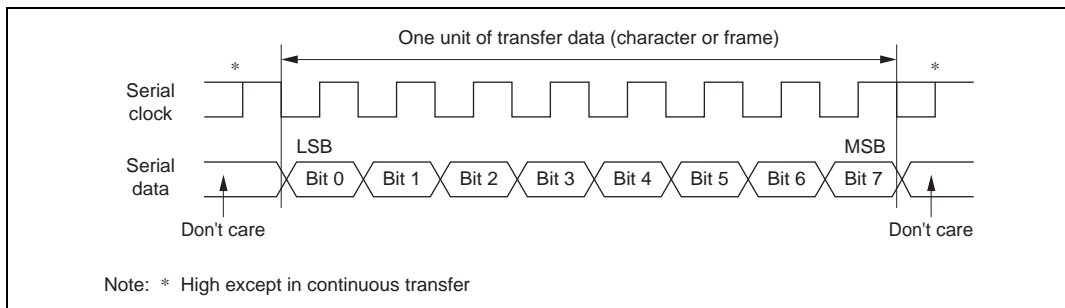 One unit of transfer data (character or frame)
* *
Serial
clock
LSB MSB
Serial
data
Bit 0 Bit 1 Bit 2 Bit 3 Bit 4 Bit 5 Bit 6 Bit 7
Don't care Don't care
Note: * High except in continuous transfer